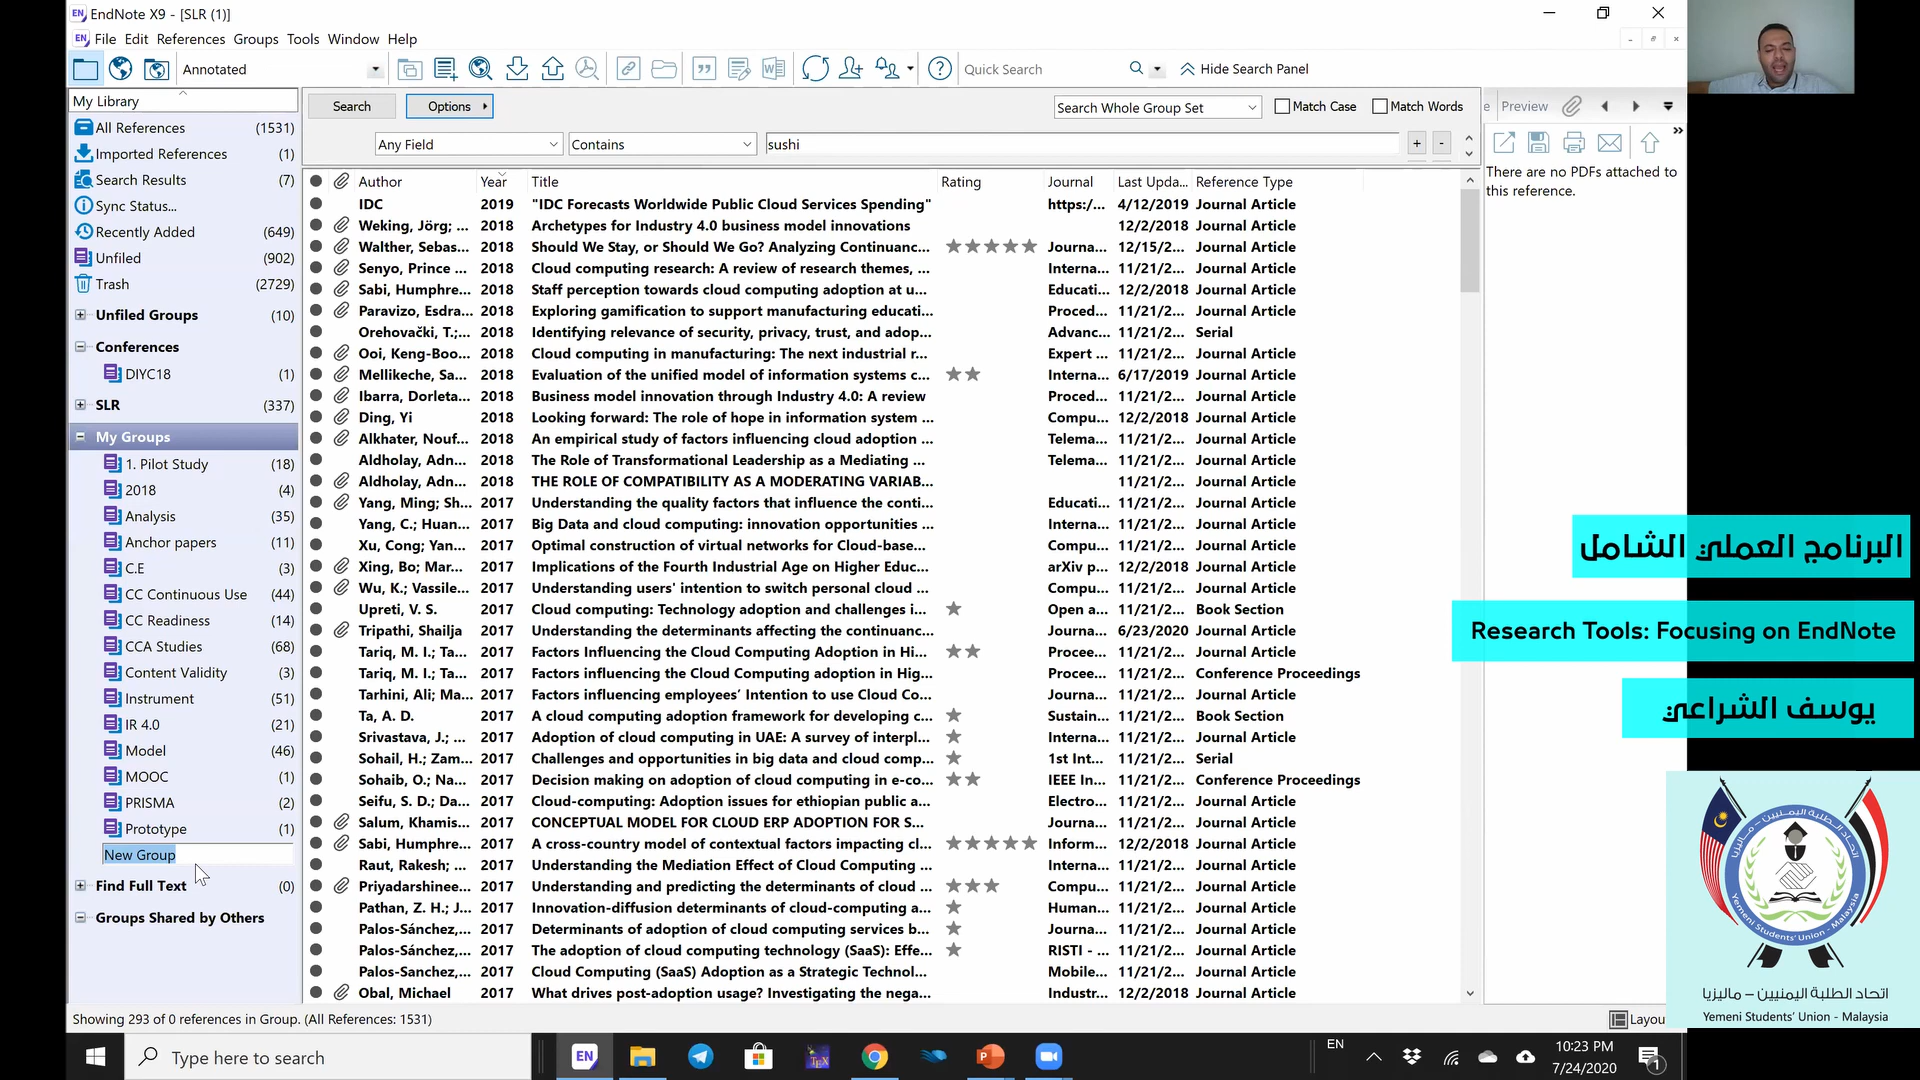 EndNote X9 - [SLR (1)]
File Edit References Groups Tools Window Help
Annotated
Quick Search
Hide Search Panel
My Library
All References (1531)
Imported References (1)
Search Results (7)
Sync Status...
Recently Added (649)
Unfiled (902)
Trash (2729)
Unfiled Groups (10)
Conferences
DIYC18 (1)
SLR (337)
My Groups
1. Pilot Study (18)
2018 (4)
Analysis (35)
Anchor papers (11)
C.E (3)
CC Continuous Use (44)
CC Readiness (14)
CCA Studies (68)
Content Validity (3)
Instrument (51)
IR 4.0 (21)
Model (46)
MOOC (1)
PRISMA (2)
Prototype (1)
New Group
Find Full Text (0)
Groups Shared by Others
Search Options Search Whole Group Set Match Case Match Words
Any Field Contains sushi + -
Author Year Title Rating Journal Last Upda... Reference Type
IDC 2019 "IDC Forecasts Worldwide Public Cloud Services Spending" https:/... 4/12/2019 Journal Article
Weking, Jörg; ... 2018 Archetypes for Industry 4.0 business model innovations 12/2/2018 Journal Article
Walther, Sebas... 2018 Should We Stay, or Should We Go? Analyzing Continuanc... Journa... 12/15/2... Journal Article
Senyo, Prince ... 2018 Cloud computing research: A review of research themes, ... Interna... 11/21/2... Journal Article
Sabi, Humphre... 2018 Staff perception towards cloud computing adoption at u... Educati... 12/2/2018 Journal Article
Paravizo, Esdra... 2018 Exploring gamification to support manufacturing educati... Proced... 11/21/2... Journal Article
Orehovački, T.;... 2018 Identifying relevance of security, privacy, trust, and adop... Advanc... 11/21/2... Serial
Ooi, Keng-Boo... 2018 Cloud computing in manufacturing: The next industrial r... Expert ... 11/21/2... Journal Article
Mellikeche, Sa... 2018 Evaluation of the unified model of information systems c... Interna... 6/17/2019 Journal Article
Ibarra, Dorleta... 2018 Business model innovation through Industry 4.0: A review Proced... 11/21/2... Journal Article
Ding, Yi 2018 Looking forward: The role of hope in information system ... Compu... 12/2/2018 Journal Article
Alkhater, Nouf... 2018 An empirical study of factors influencing cloud adoption ... Telema... 11/21/2... Journal Article
Aldholay, Adn... 2018 The Role of Transformational Leadership as a Mediating ... Telema... 11/21/2... Journal Article
Aldholay, Adn... 2018 THE ROLE OF COMPATIBILITY AS A MODERATING VARIAB... 11/21/2... Journal Article
Yang, Ming; Sh... 2017 Understanding the quality factors that influence the conti... Educati... 11/21/2... Journal Article
Yang, C.; Huan... 2017 Big Data and cloud computing: innovation opportunities ... Interna... 11/21/2... Journal Article
Xu, Cong; Yan... 2017 Optimal construction of virtual networks for Cloud-base... Compu... 11/21/2... Journal Article
Xing, Bo; Mar... 2017 Implications of the Fourth Industrial Age on Higher Educ... arXiv p... 12/2/2018 Journal Article
Wu, K.; Vassile... 2017 Understanding users' intention to switch personal cloud ... Compu... 11/21/2... Journal Article
Upreti, V. S. 2017 Cloud computing: Technology adoption and challenges i... Open a... 11/21/2... Book Section
Tripathi, Shailja 2017 Understanding the determinants affecting the continuanc... Journa... 6/23/2020 Journal Article
Tariq, M. I.; Ta... 2017 Factors Influencing the Cloud Computing Adoption in Hi... Procee... 11/21/2... Journal Article
Tariq, M. I.; Ta... 2017 Factors influencing the Cloud Computing adoption in Hig... Procee... 11/21/2... Conference Proceedings
Tarhini, Ali; Ma... 2017 Factors influencing employees’ Intention to use Cloud Co... Journa... 11/21/2... Journal Article
Ta, A. D. 2017 A cloud computing adoption framework for developing c... Sustain... 11/21/2... Book Section
Srivastava, J.; ... 2017 Adoption of cloud computing in UAE: A survey of interpl... Interna... 11/21/2... Journal Article
Sohail, H.; Zam... 2017 Challenges and opportunities in big data and cloud comp... 1st Int... 11/21/2... Serial
Sohaib, O.; Na... 2017 Decision making on adoption of cloud computing in e-co... IEEE In... 11/21/2... Conference Proceedings
Seifu, S. D.; Da... 2017 Cloud-computing: Adoption issues for ethiopian public a... Electro... 11/21/2... Journal Article
Salum, Khamis... 2017 CONCEPTUAL MODEL FOR CLOUD ERP ADOPTION FOR S... Compu... 11/21/2... Journal Article
Sabi, Humphre... 2017 A cross-country model of contextual factors impacting cl... Inform... 12/2/2018 Journal Article
Raut, Rakesh; ... 2017 Understanding the Mediation Effect of Cloud Computing ... Interna... 11/21/2... Journal Article
Priyadarshinee... 2017 Understanding and predicting the determinants of cloud ... Compu... 11/21/2... Journal Article
Pathan, Z. H.; J... 2017 Innovation-diffusion determinants of cloud-computing a... Human... 11/21/2... Journal Article
Palos-Sánchez,... 2017 Determinants of adoption of cloud computing services b... Journa... 11/21/2... Journal Article
Palos-Sánchez,... 2017 The adoption of cloud computing technology (SaaS): Effe... RISTI - ... 11/21/2... Journal Article
Palos-Sanchez,... 2017 Cloud Computing (SaaS) Adoption as a Strategic Technol... Mobile... 11/21/2... Journal Article
Obal, Michael 2017 What drives post-adoption usage? Investigating the nega... Industr... 12/2/2018 Journal Article
Preview
There are no PDFs attached to
this reference.
البرنامج العملي الشامل
Research Tools: Focusing on EndNote
يوسف الشراعي
اتحاد الطلبة اليمنيين - ماليزيا
Yemeni Students' Union - Malaysia
اتحاد الطلبة اليمنيين – ماليزيا
Yemeni Students' Union - Malaysia
Showing 293 of 0 references in Group. (All References: 1531)
Layou
Type here to search
EN
10:23 PM
7/24/2020
1